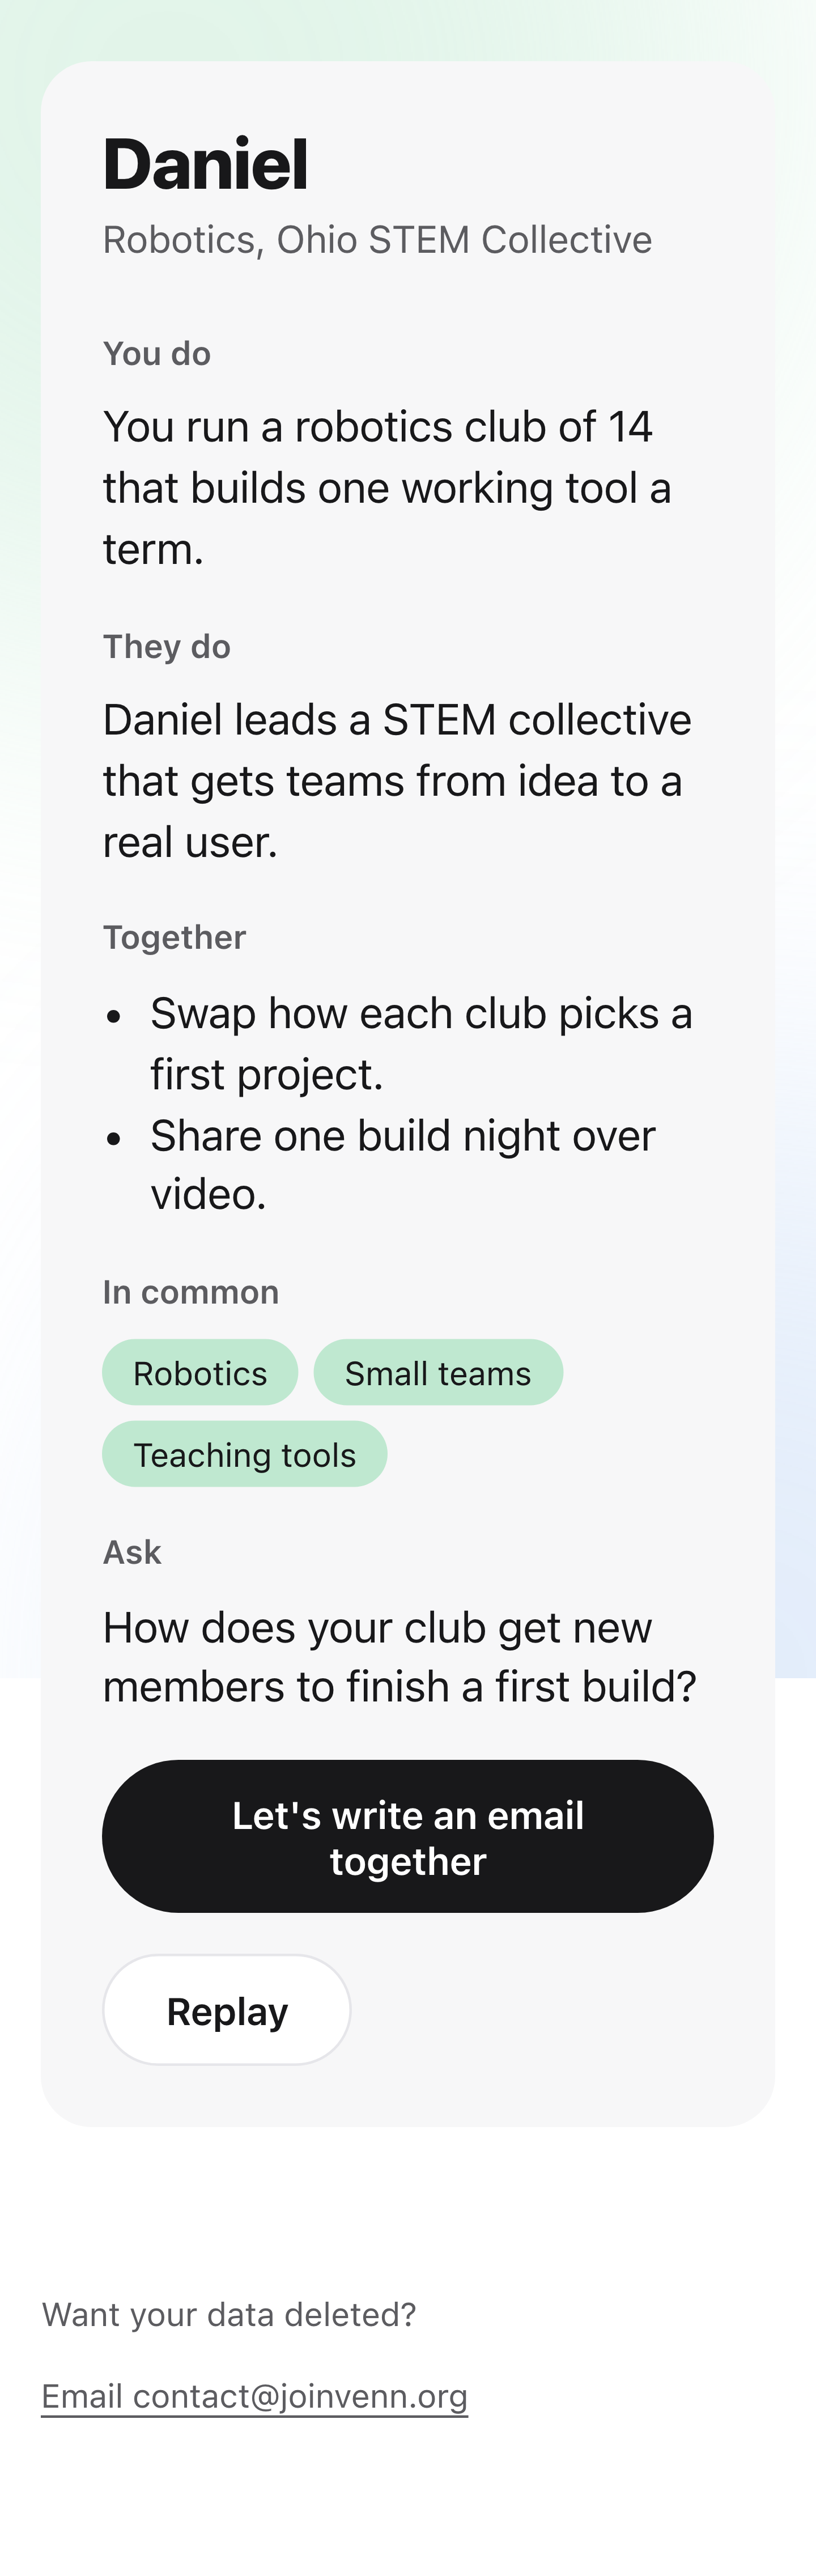 Daniel
Robotics, Ohio STEM Collective
You do
You run a robotics club of 14
that builds one working tool a
term.
They do
Daniel leads a STEM collective
that gets teams from idea to a
real user.
Together
• Swap how each club picks a
first project.
• Share one build night over
video.
In common
Robotics
Small teams
Teaching tools
Ask
How does your club get new
members to finish a first build?
Let's write an email
together
Replay
Want your data deleted?
Email contact@joinvenn.org